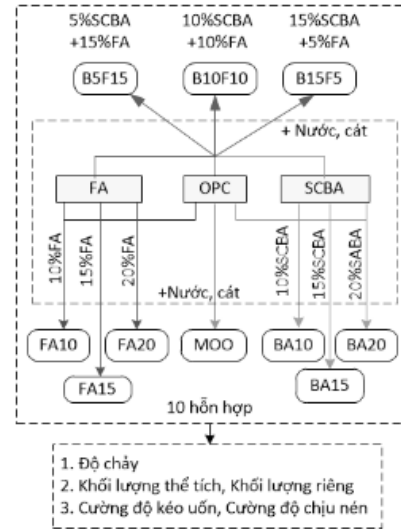 5%SCBA 10%SCBA 15%SCBA
+15%FA +10%FA +5%FA
B5F15 B10F10 B15F5
+ Nước, cát
FA OPC SCBA
10%FA
15%FA
20%FA
10%SCBA
15%SCBA
20%SABA
+Nước, cát
FA10 FA20 MOO BA10 BA20
FA15 BA15
10 hỗn hợp
1. Độ chảy
2. Khối lượng thể tích, Khối lượng riêng
3. Cường độ kéo uốn, Cường độ chịu nén